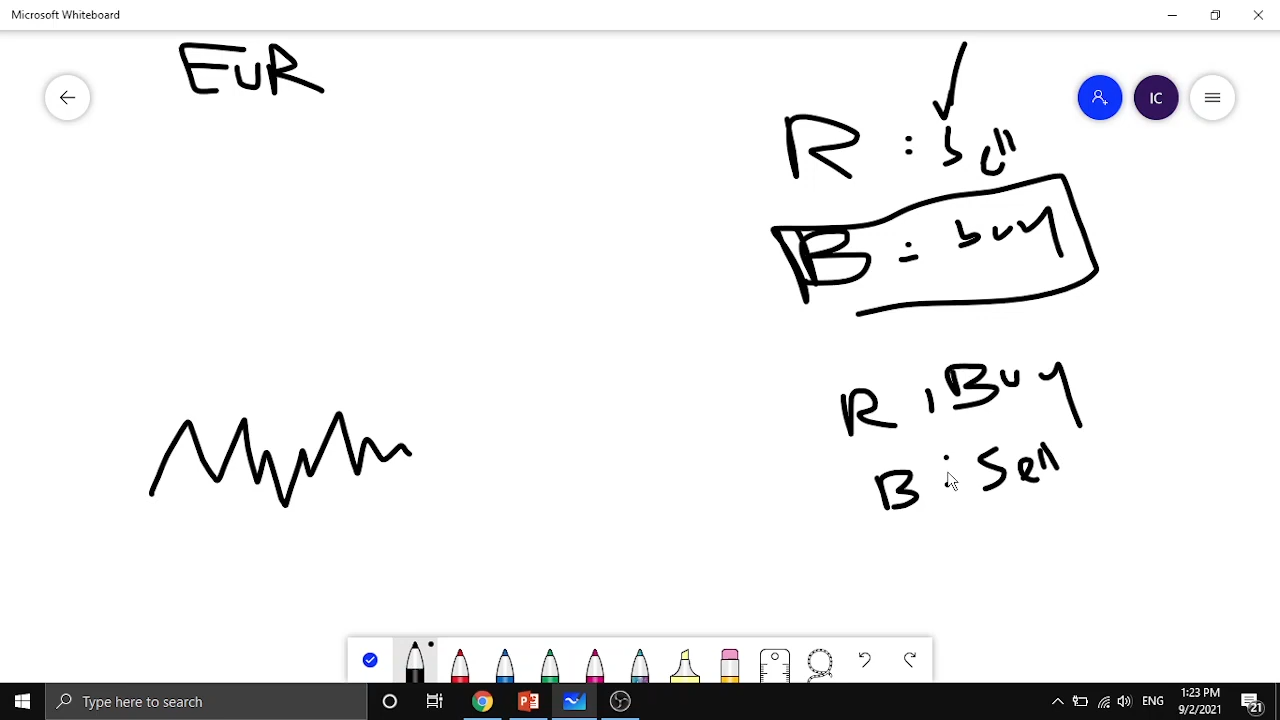 Microsoft Whiteboard
EUR
IC
R : Sell
B : buy
R : Buy
B : Sell
Type here to search
ENG
1:23 PM
9/2/2021
21